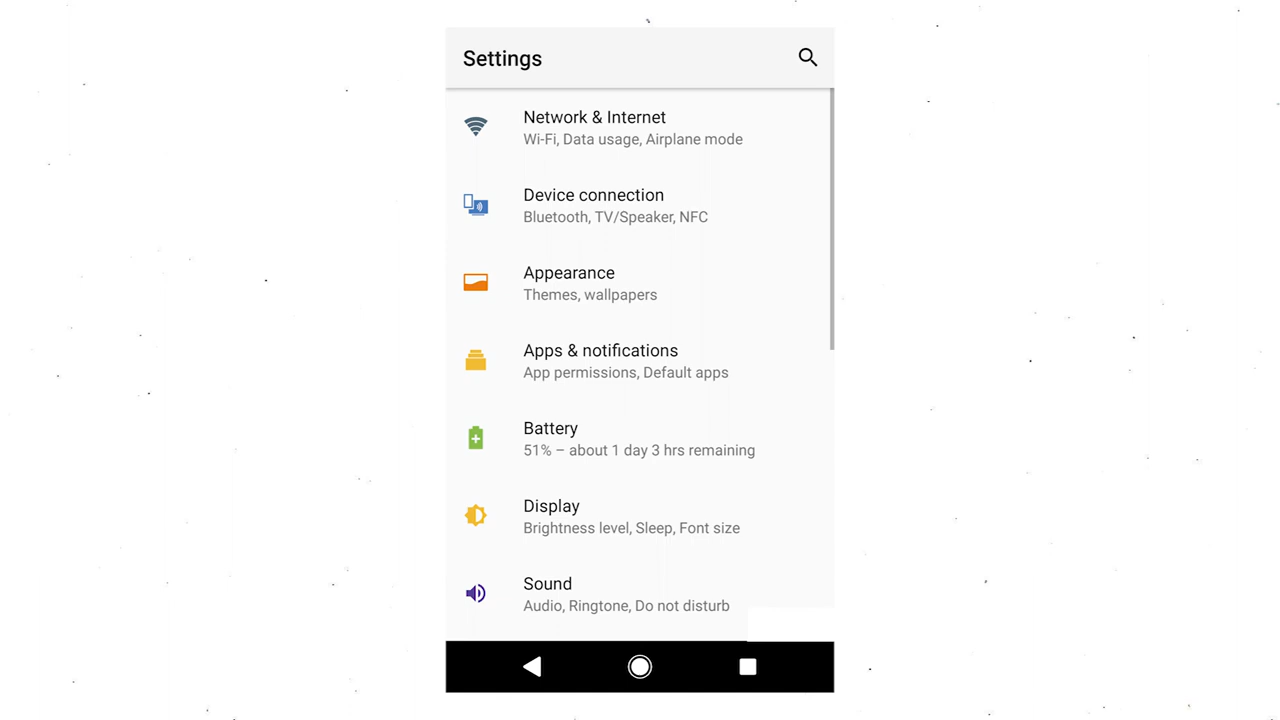 Settings
Network & Internet
Wi-Fi, Data usage, Airplane mode
Device connection
Bluetooth, TV/Speaker, NFC
Appearance
Themes, wallpapers
Apps & notifications
App permissions, Default apps
Battery
51% – about 1 day 3 hrs remaining
Display
Brightness level, Sleep, Font size
Sound
Audio, Ringtone, Do not disturb